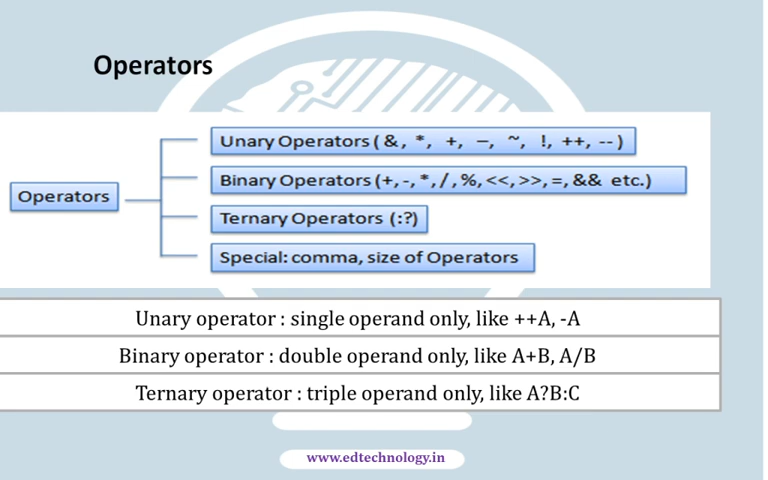 Operators
Unary Operators ( &, *, +, −, ~, !, ++, -- )
Operators
Binary Operators (+, -, *, /, %, <<, >>, =, && etc.)
Ternary Operators (:?)
Special: comma, size of Operators
Unary operator : single operand only, like ++A, -A
Binary operator : double operand only, like A+B, A/B
Ternary operator : triple operand only, like A?B:C
www.edtechnology.in